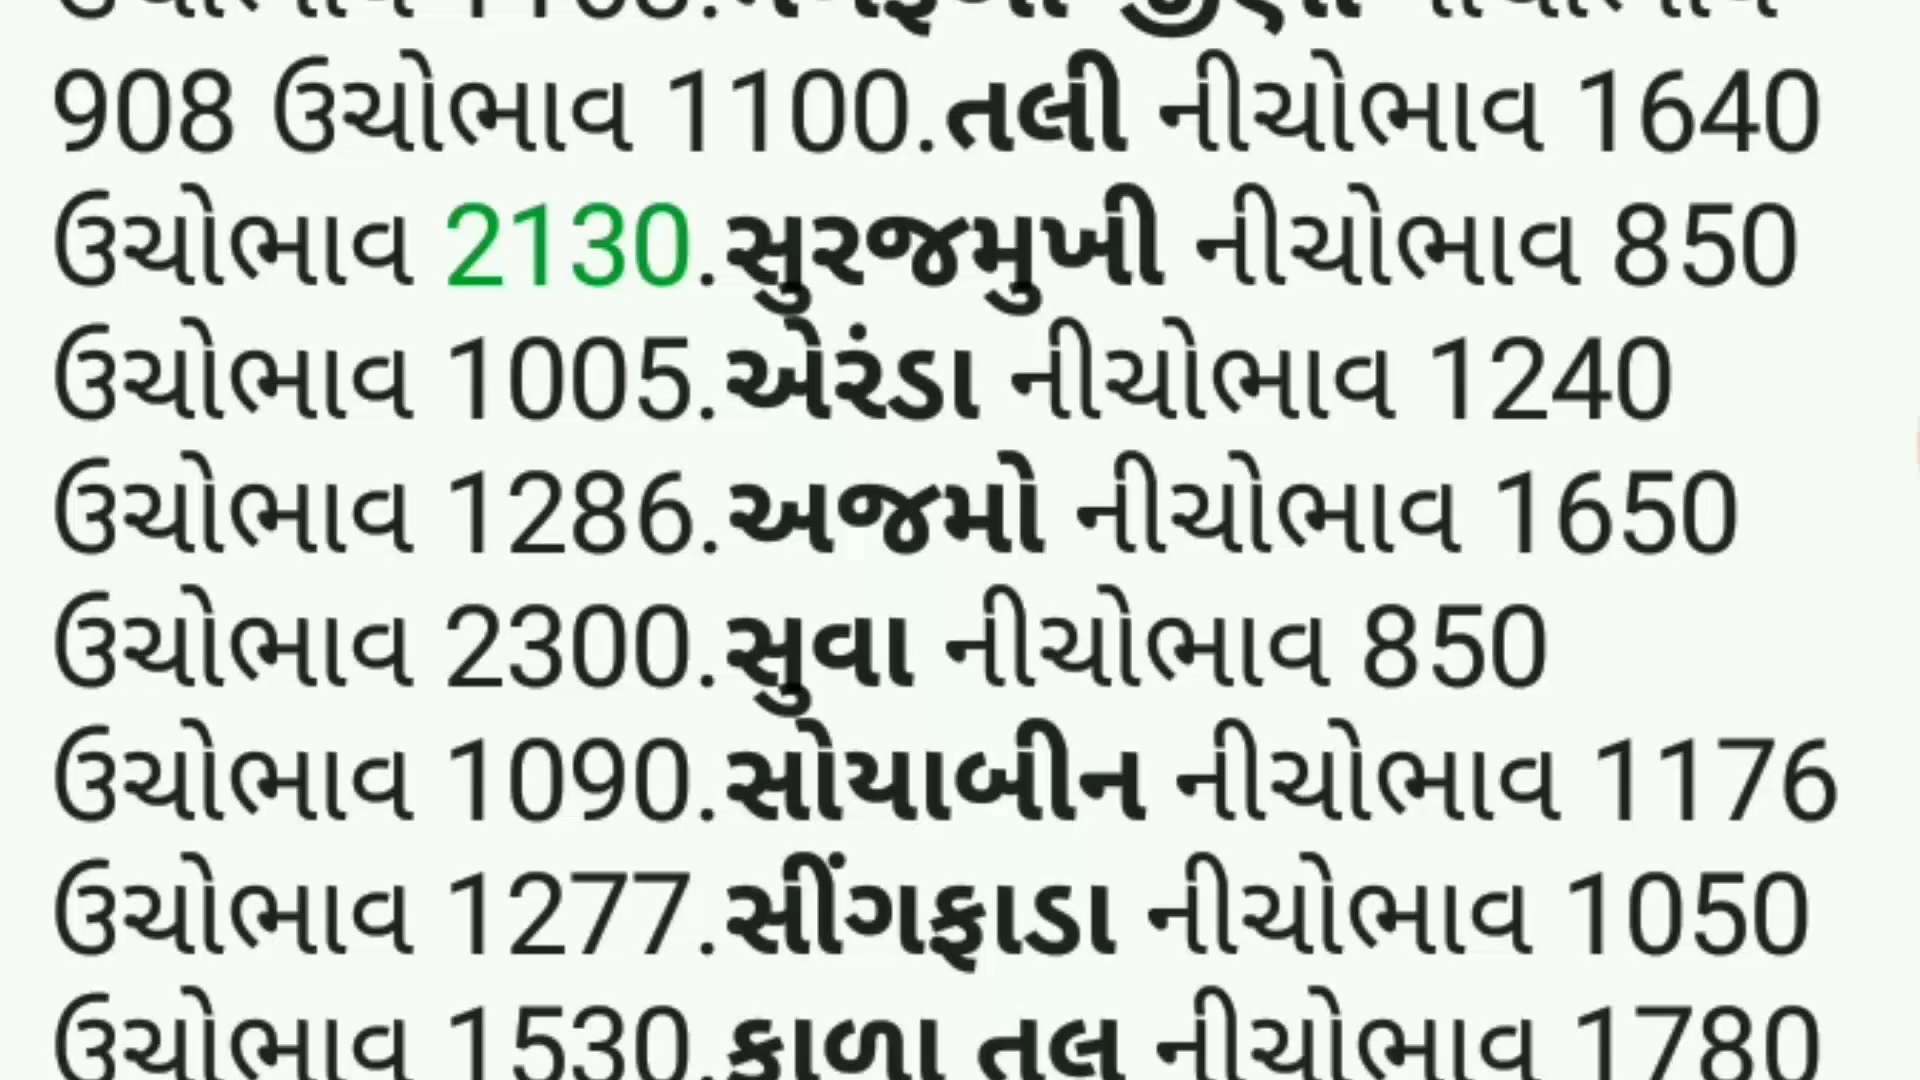 908 ઉચોભાવ 1100.તલી નીચોભાવ 1640
ઉચોભાવ 2130.સુરજમુખી નીચોભાવ 850
ઉચોભાવ 1005.એરંડા નીચોભાવ 1240
ઉચોભાવ 1286.અજમો નીચોભાવ 1650
ઉચોભાવ 2300.સુવા નીચોભાવ 850
ઉચોભાવ 1090.સોયાબીન નીચોભાવ 1176
ઉચોભાવ 1277.સીંગફાડા નીચોભાવ 1050
ઉચોભાવ 1530.કાળા તલ નીચોભાવ 1780